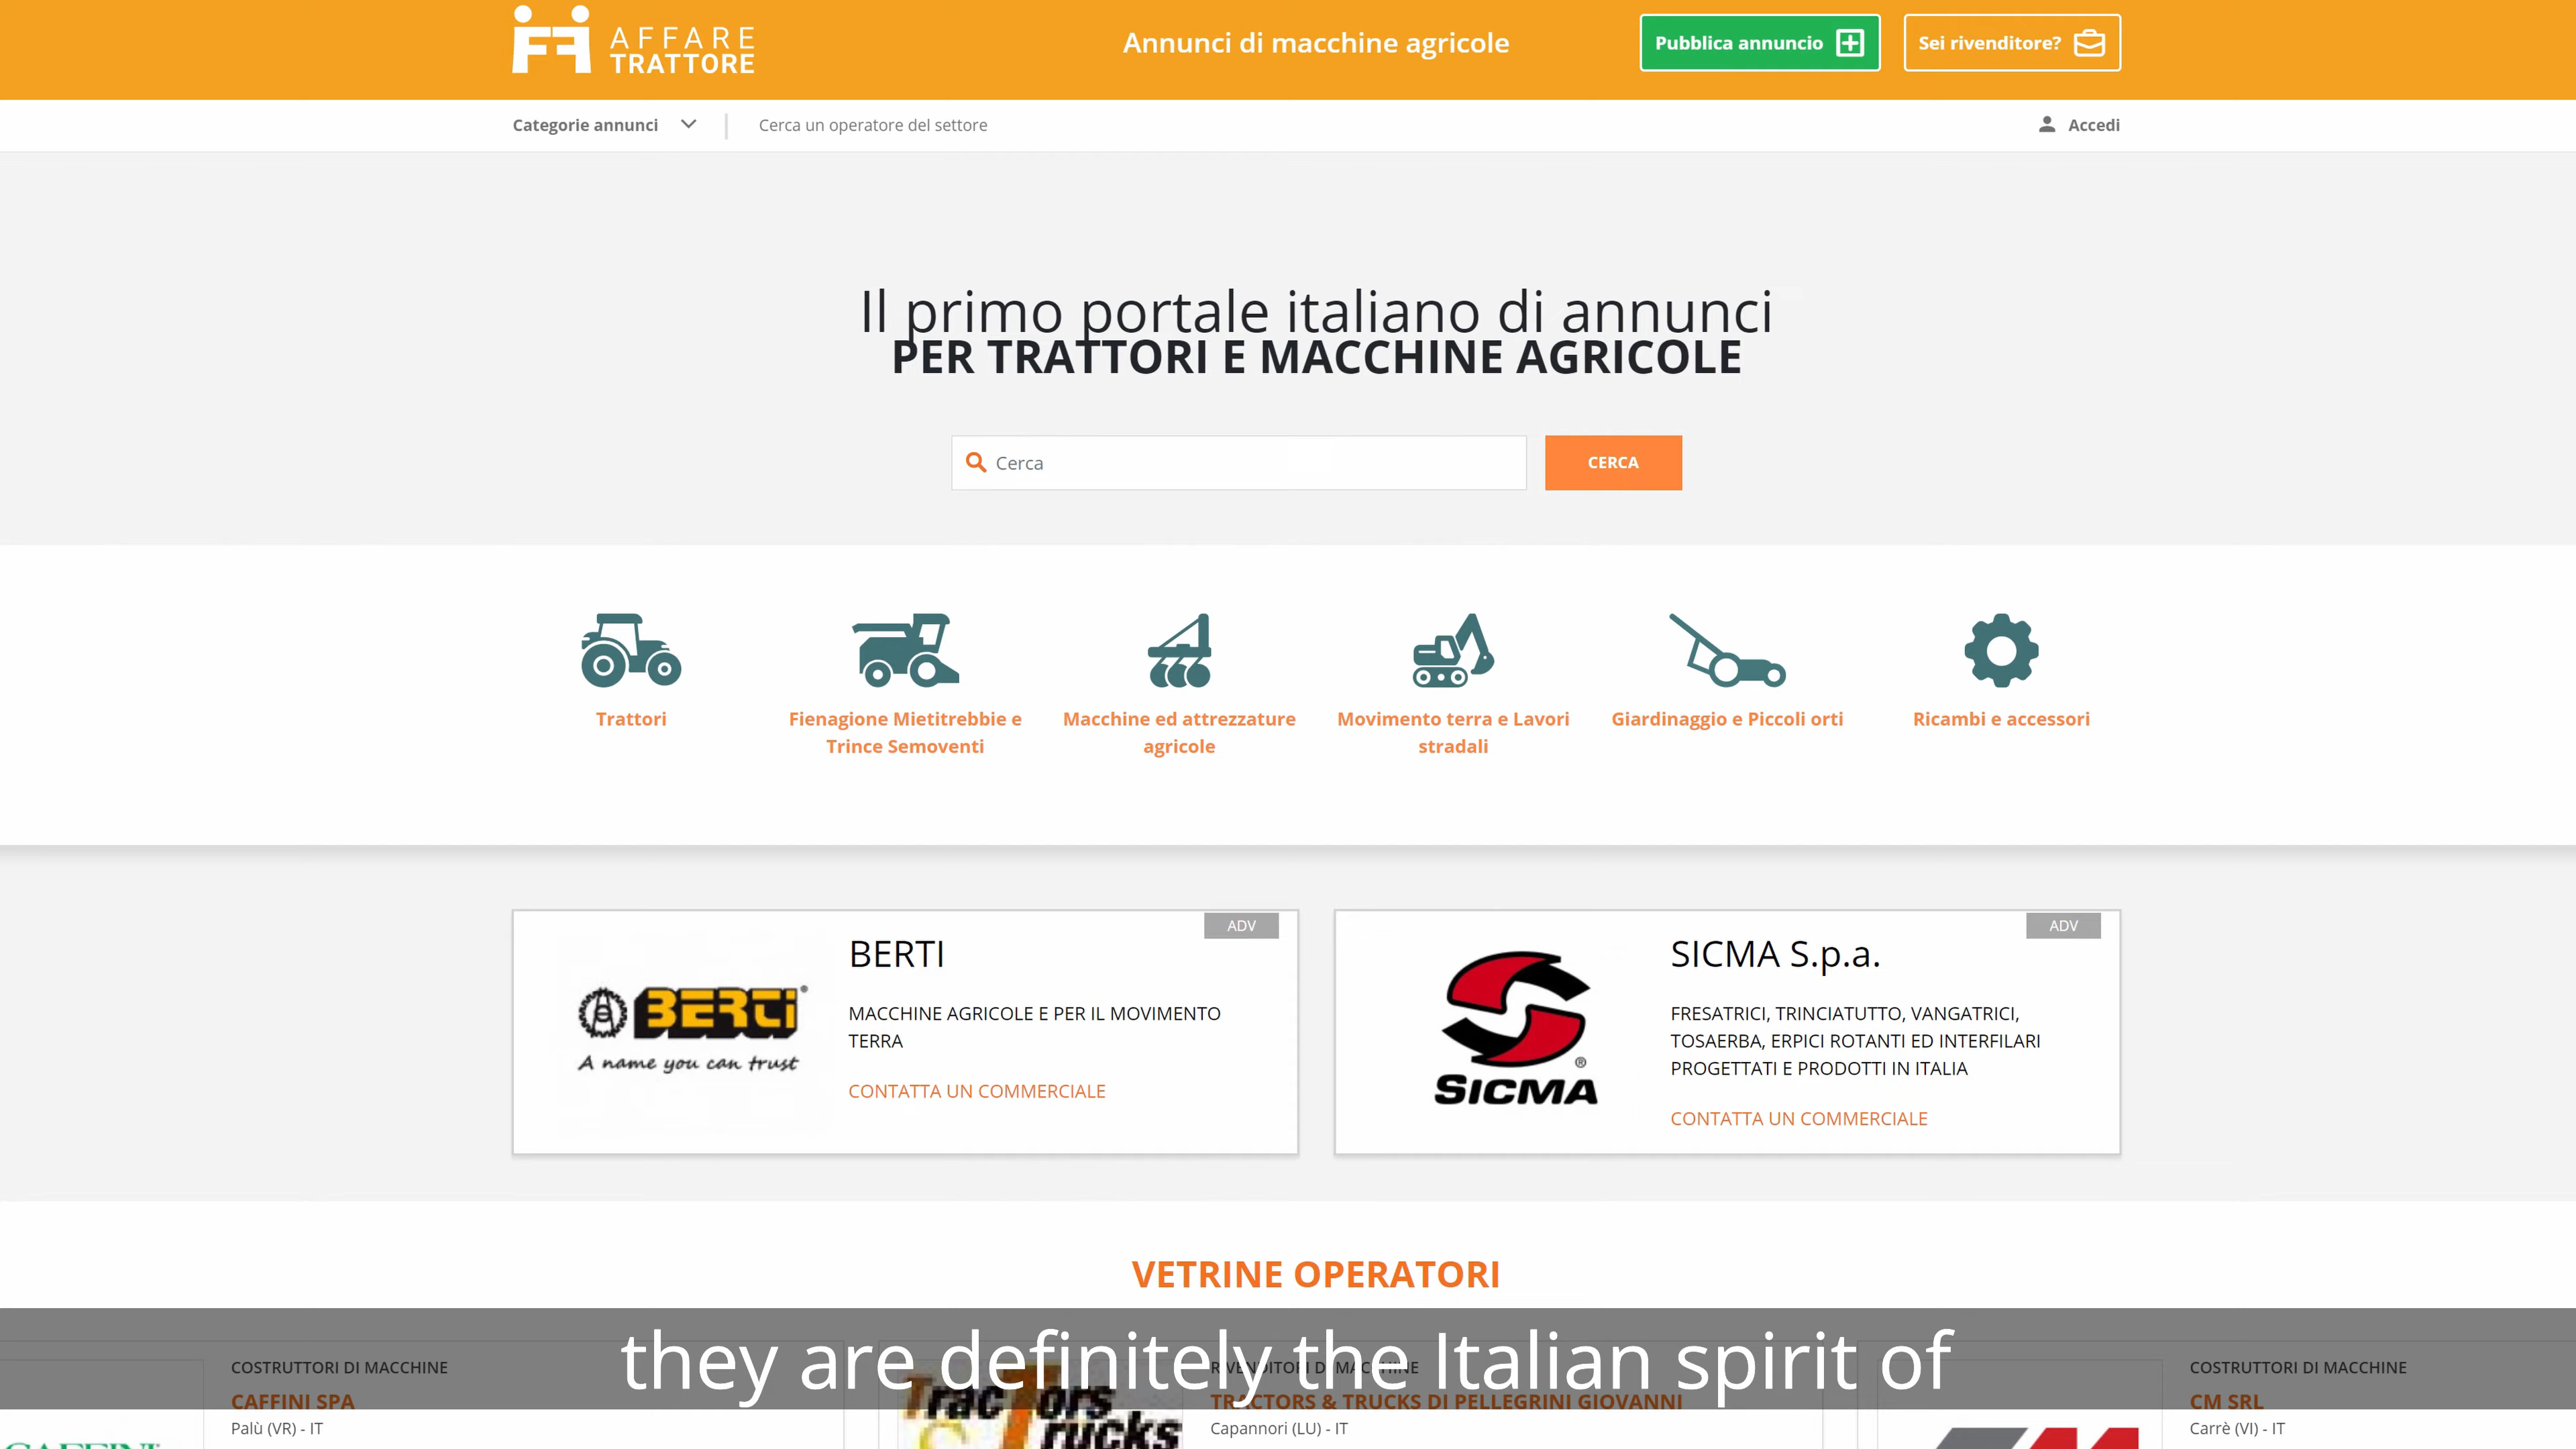 AFFARE
TRATTORE
Annunci di macchine agricole
Pubblica annuncio
Sei rivenditore?
Categorie annunci
Cerca un operatore del settore
Accedi
Il primo portale italiano di annunci
PER TRATTORI E MACCHINE AGRICOLE
Cerca
CERCA
Trattori
Fienagione Mietitrebbie e
Trince Semoventi
Macchine ed attrezzature
agricole
Movimento terra e Lavori
stradali
Giardinaggio e Piccoli orti
Ricambi e accessori
ADV
BERTI
BERTI®
A name you can trust
MACCHINE AGRICOLE E PER IL MOVIMENTO
TERRA
CONTATTA UN COMMERCIALE
ADV
SICMA S.p.a.
®
SICMA
FRESATRICI, TRINCIATUTTO, VANGATRICI,
TOSAERBA, ERPICI ROTANTI ED INTERFILARI
PROGETTATI E PRODOTTI IN ITALIA
CONTATTA UN COMMERCIALE
VETRINE OPERATORI
they are definitely the Italian spirit of
COSTRUTTORI DI MACCHINE
CAFFINI SPA
Palù (VR) - IT
Tractors
Trucks
RIVENDITORI DI MACCHINE
TRACTORS & TRUCKS DI PELLEGRINI GIOVANNI
Capannori (LU) - IT
COSTRUTTORI DI MACCHINE
CM SRL
Carrè (VI) - IT